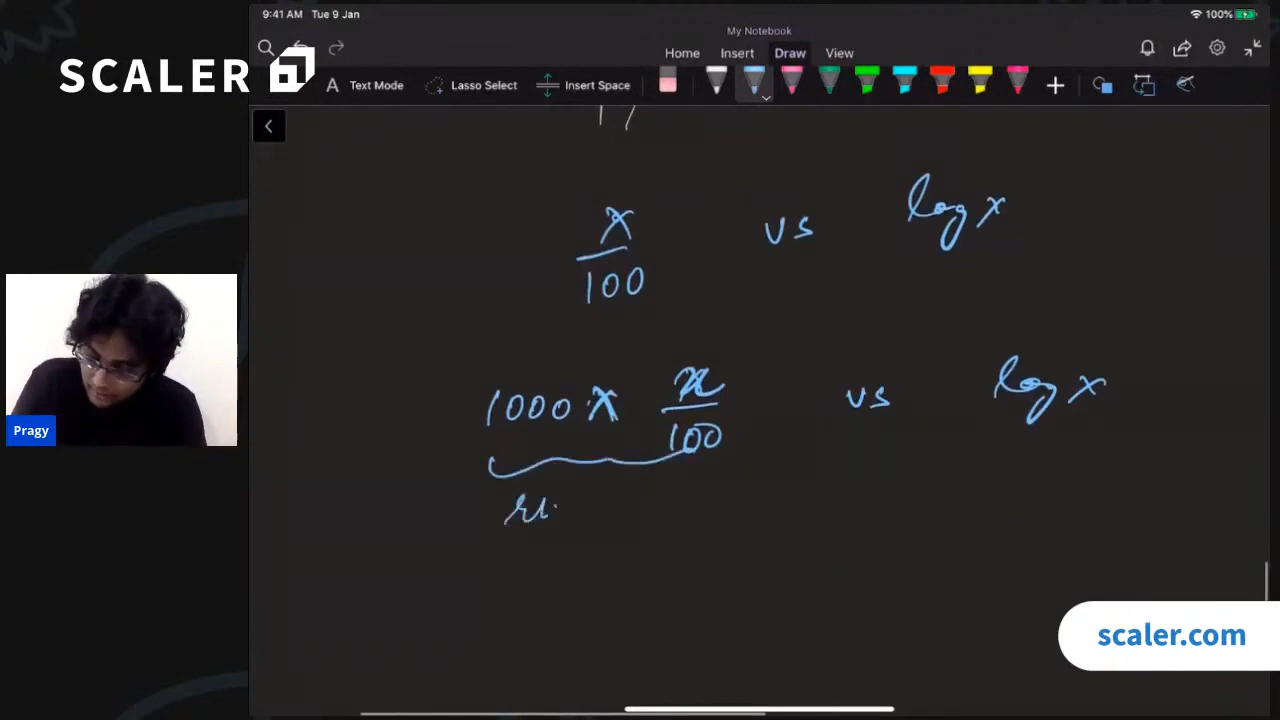 9:41 AM Tue 9 Jan
100%
My Notebook
Home Insert Draw View
SCALER
Text Mode Lasso Select Insert Space
x/100 vs log x
1000 x x/100 vs log x
Pragy
scaler.com